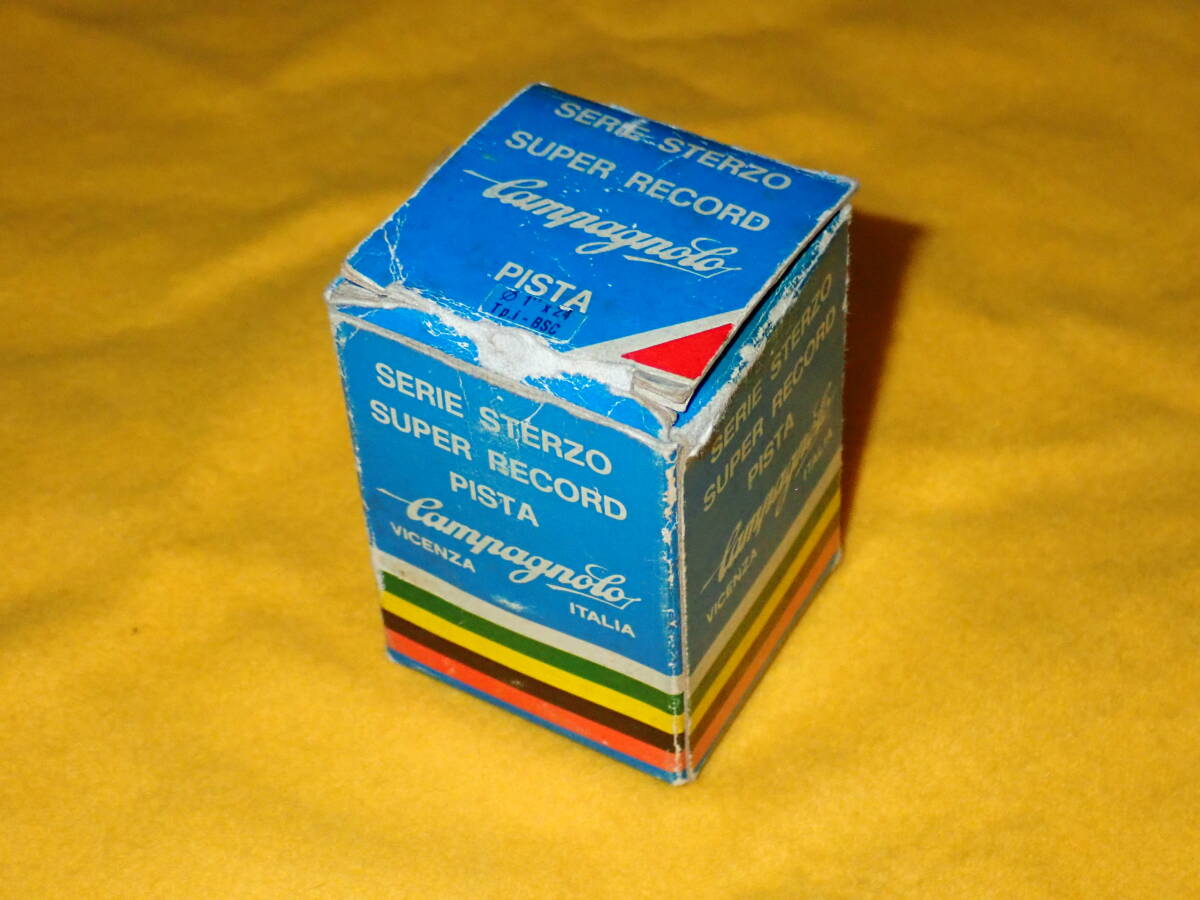 SERIE STERZO
SUPER RECORD
Campagnolo
PISTA
Ø 1" x 24
T p.i - BSC
SERIE STERZO
SUPER RECORD
PISTA
Campagnolo
VICENZA
ITALIA
SERIE STERZO
SUPER RECORD
PISTA
Campagnolo
VICENZA
ITALIA